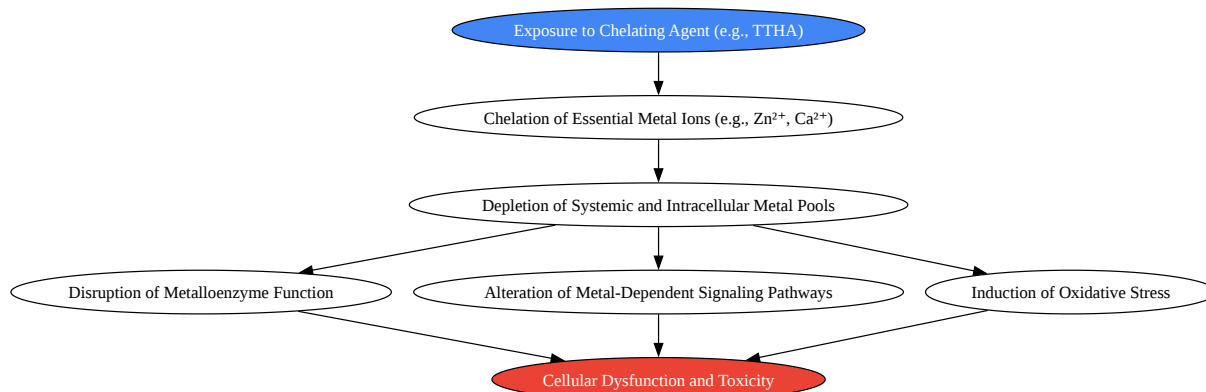 Exposure to Chelating Agent (e.g., TTHA)
Chelation of Essential Metal Ions (e.g., Zn²⁺, Ca²⁺)
Depletion of Systemic and Intracellular Metal Pools
Disruption of Metalloenzyme Function
Alteration of Metal-Dependent Signaling Pathways
Induction of Oxidative Stress
Cellular Dysfunction and Toxicity